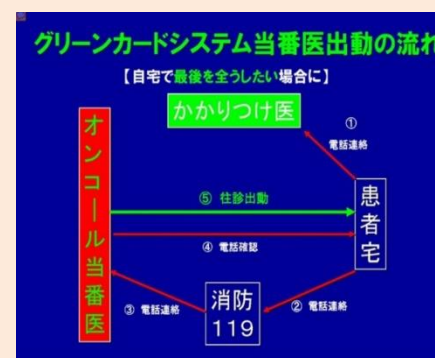 グリーンカードシステム当番医出動の流れ
【自宅で最後を全うしたい場合に】
かかりつけ医
①
電話連絡
オンコール当番医
⑤ 往診出動
患者宅
④ 電話確認
③ 電話連絡
消防
119
② 電話連絡